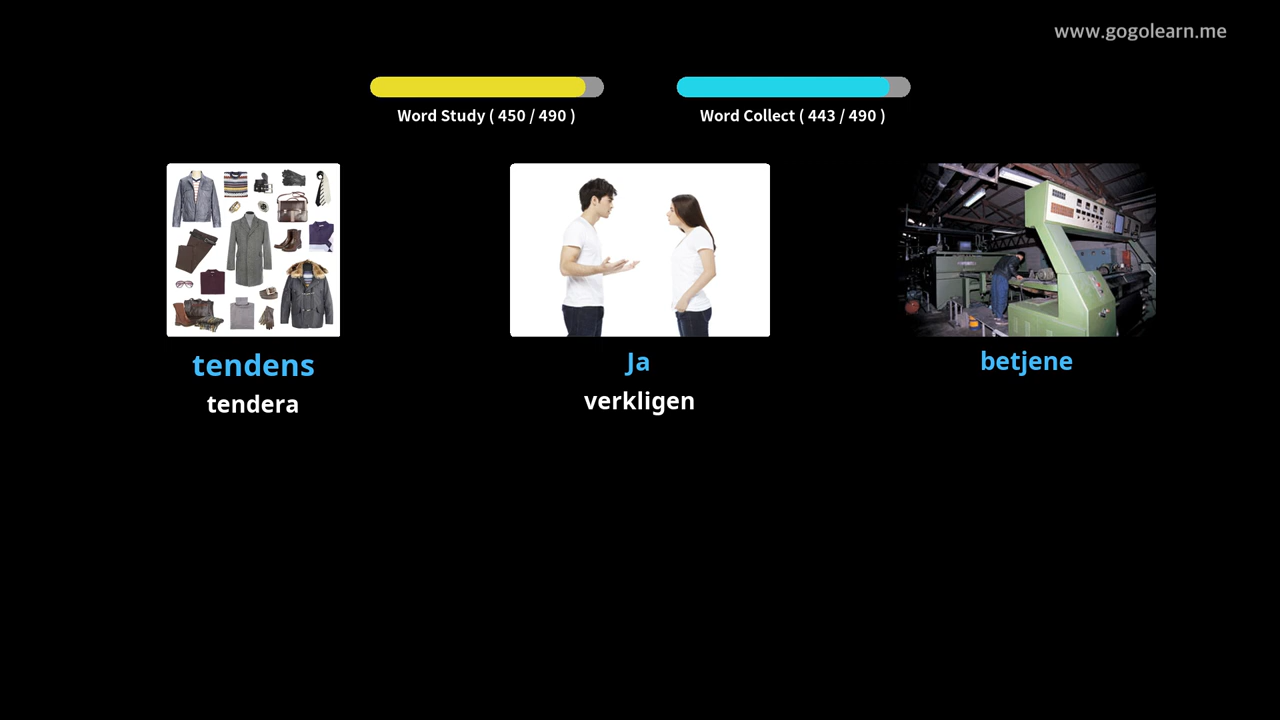 www.gogolearn.me
Word Study ( 450 / 490 )
Word Collect ( 443 / 490 )
tendens
tendera
Ja
verkligen
betjene